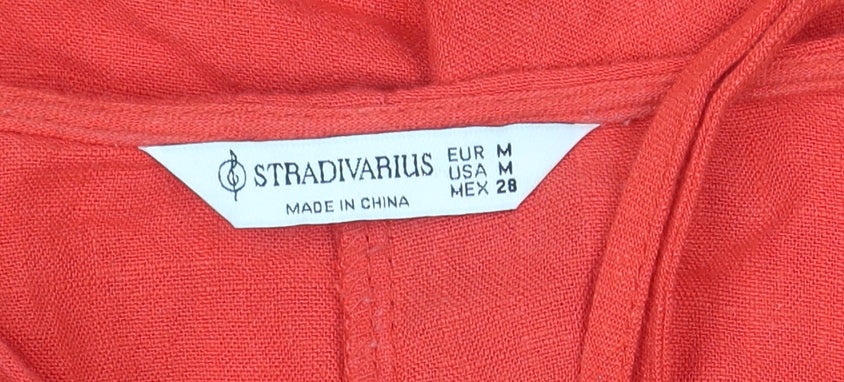 STRADIVARIUS
MADE IN CHINA
EUR M
USA M
MEX 28